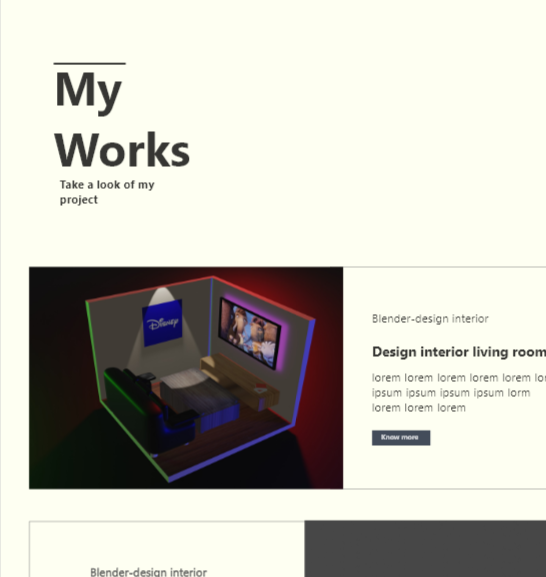 My
Works
Take a look of my
project
Disney
Blender-design interior
Design interior living room
lorem lorem lorem lorem lorem
ipsum ipsum ipsum ipsum lorm
lorem lorem lorem
Know more
Blender-design interior